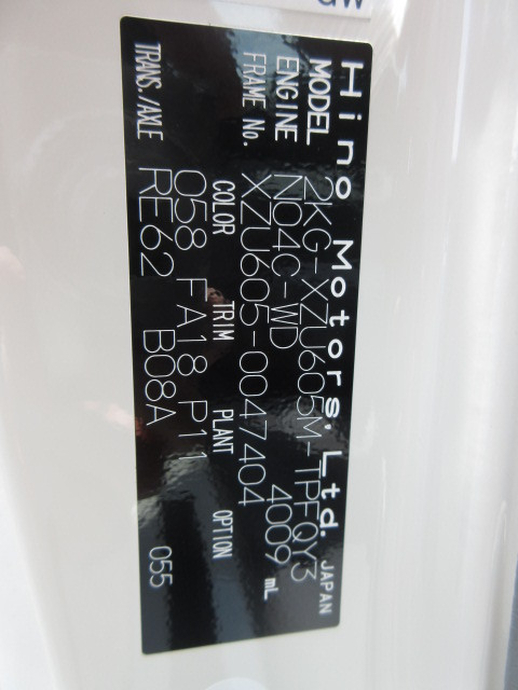 Hino Motors, Ltd. JAPAN
MODEL 2KG-XZU605M-TPFQY3
ENGINE N04C-WD 4009 mL
FRAME No. XZU605-0047404
COLOR TRIM PLANT OPTION
058 FA18 P11
TRANS./AXLE RE62 B08A 055